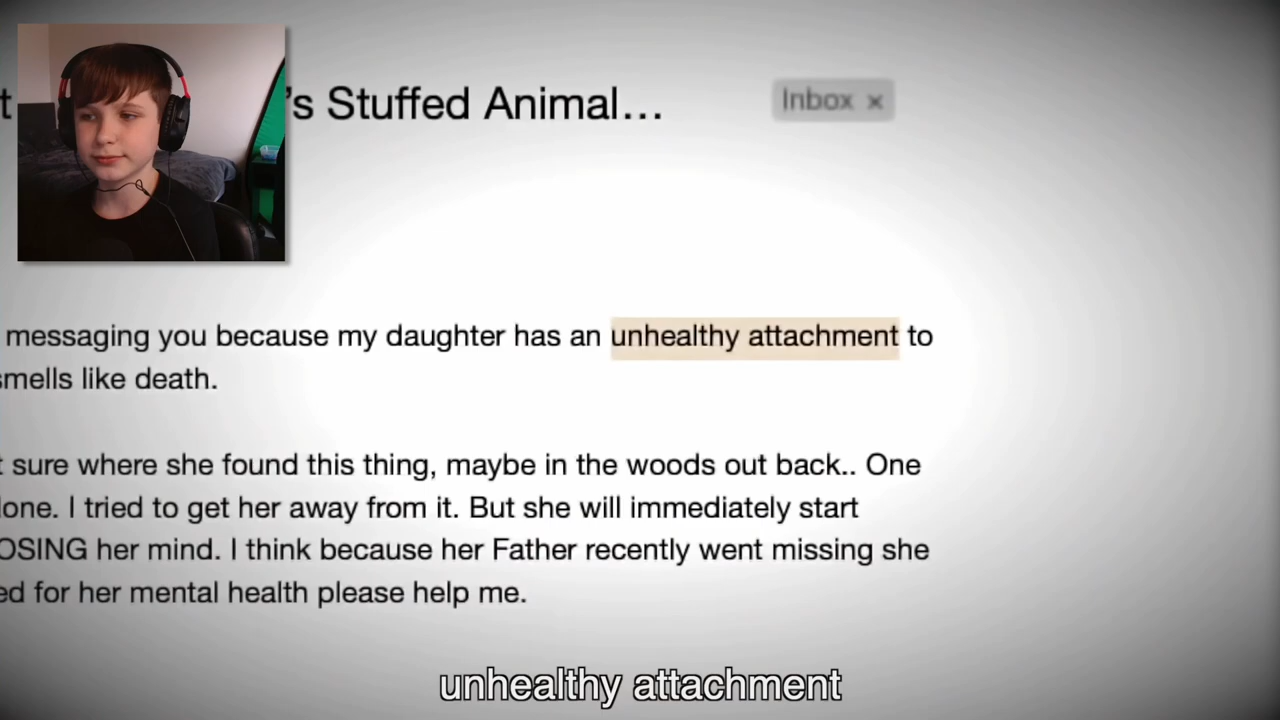 t 's Stuffed Animal... Inbox ×
messaging you because my daughter has an unhealthy attachment to
smells like death.
t sure where she found this thing, maybe in the woods out back.. One
lone. I tried to get her away from it. But she will immediately start
OSING her mind. I think because her Father recently went missing she
ed for her mental health please help me.
unhealthy attachment